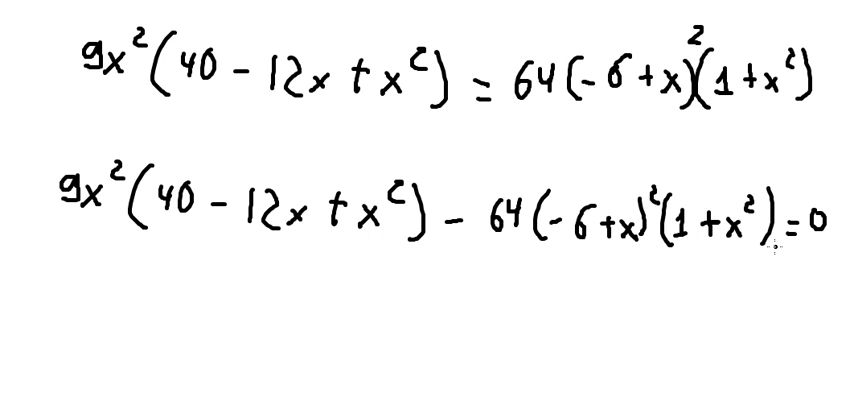 9x²(40 - 12x + x²) = 64(-6+x)²(1+x²)
9x²(40 - 12x + x²) - 64(-6+x)²(1+x²)=0